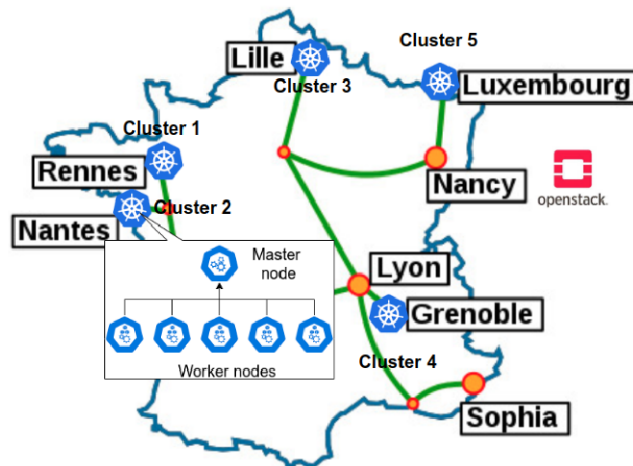 Cluster 5
Lille
Cluster 3
Luxembourg
Cluster 1
Rennes
Nancy
openstack.
Cluster 2
Nantes
Master
node
Lyon
Grenoble
Worker nodes
Cluster 4
Sophia